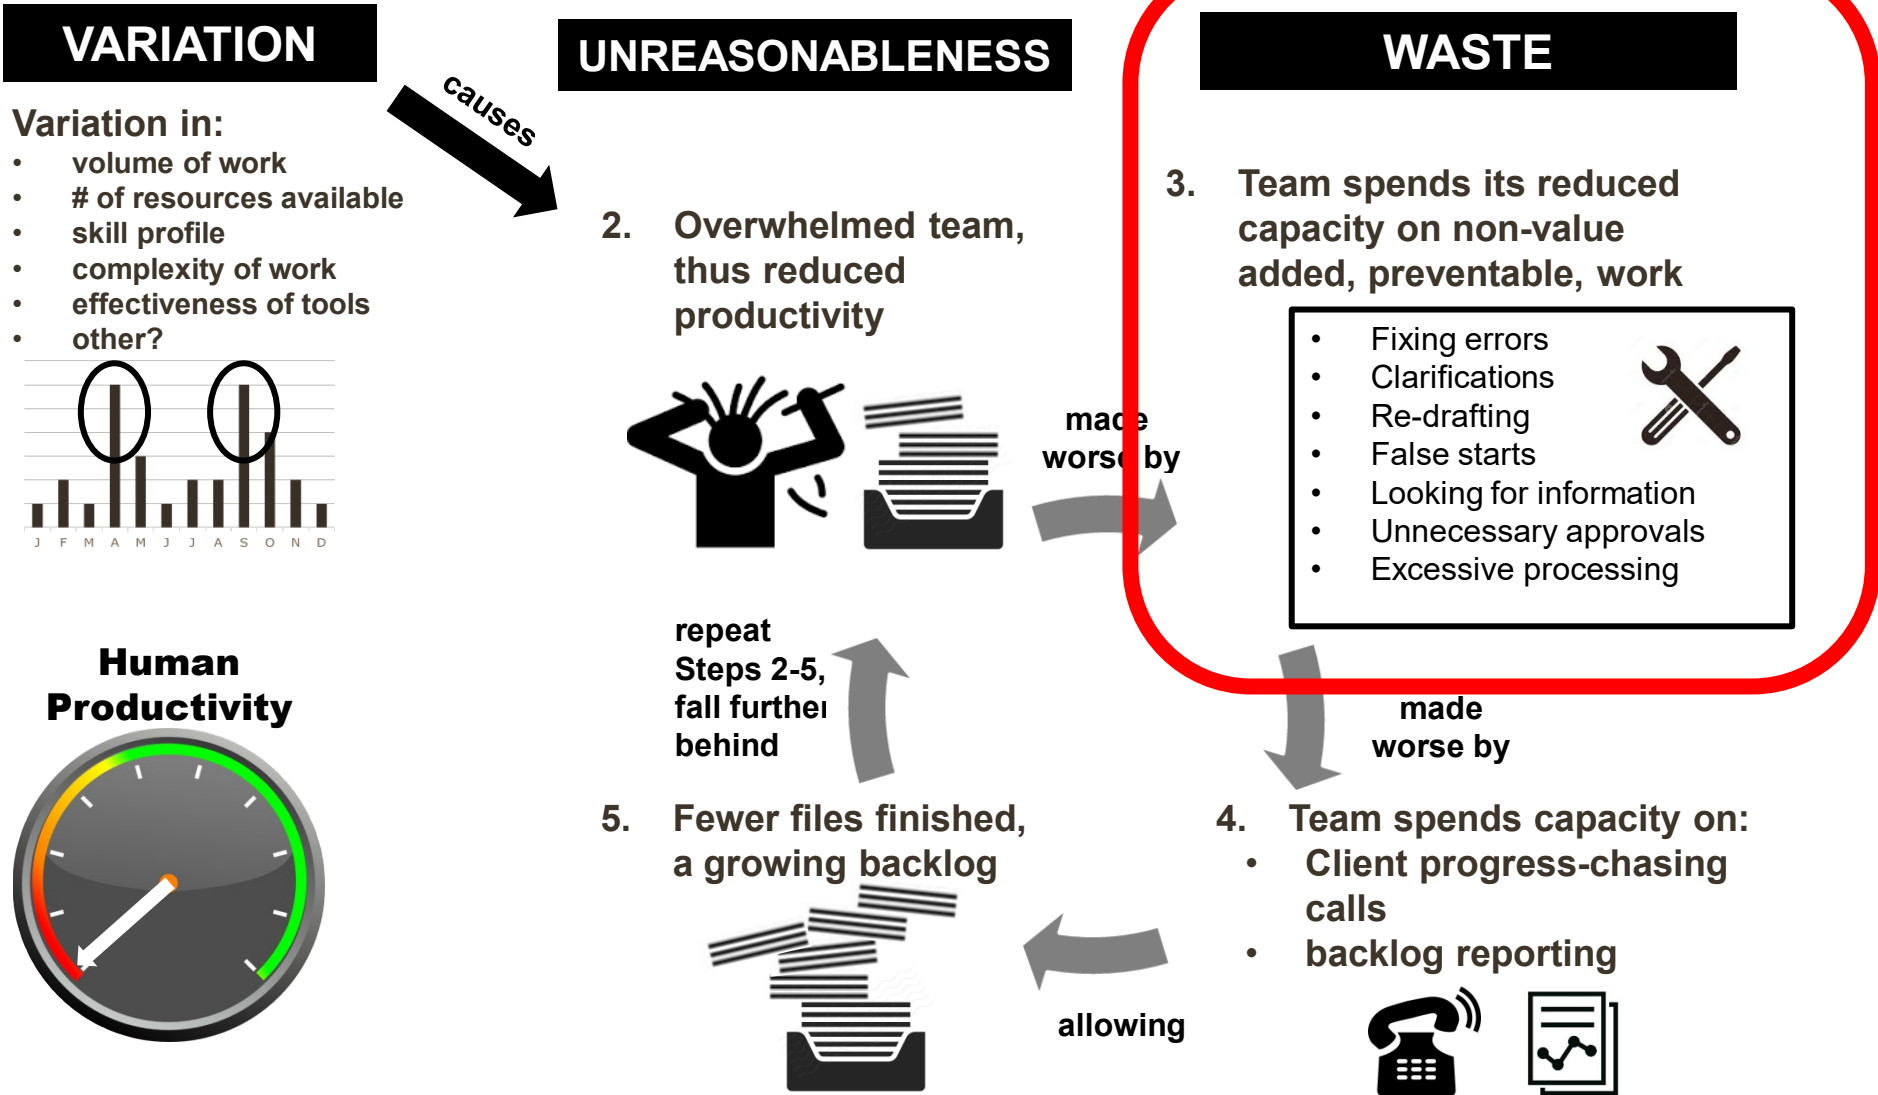 VARIATION
Variation in:
• volume of work
• # of resources available
• skill profile
• complexity of work
• effectiveness of tools
• other?
J F M A M J J A S O N D
Human
Productivity
causes
UNREASONABLENESS
2. Overwhelmed team,
thus reduced
productivity
made
worse by
WASTE
3. Team spends its reduced
capacity on non-value
added, preventable, work
• Fixing errors
• Clarifications
• Re-drafting
• False starts
• Looking for information
• Unnecessary approvals
• Excessive processing
made
worse by
4. Team spends capacity on:
• Client progress-chasing
calls
• backlog reporting
allowing
5. Fewer files finished,
a growing backlog
repeat
Steps 2-5,
fall further
behind